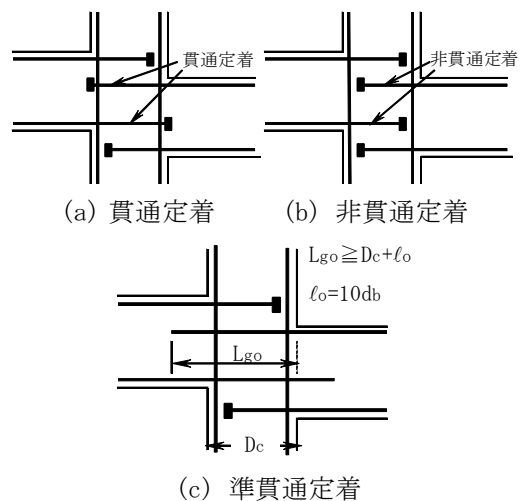 貫通定着
非貫通定着
(a) 貫通定着
(b) 非貫通定着
Lgo≧Dc+ℓo
ℓo=10db
Lgo
Dc
(c) 準貫通定着